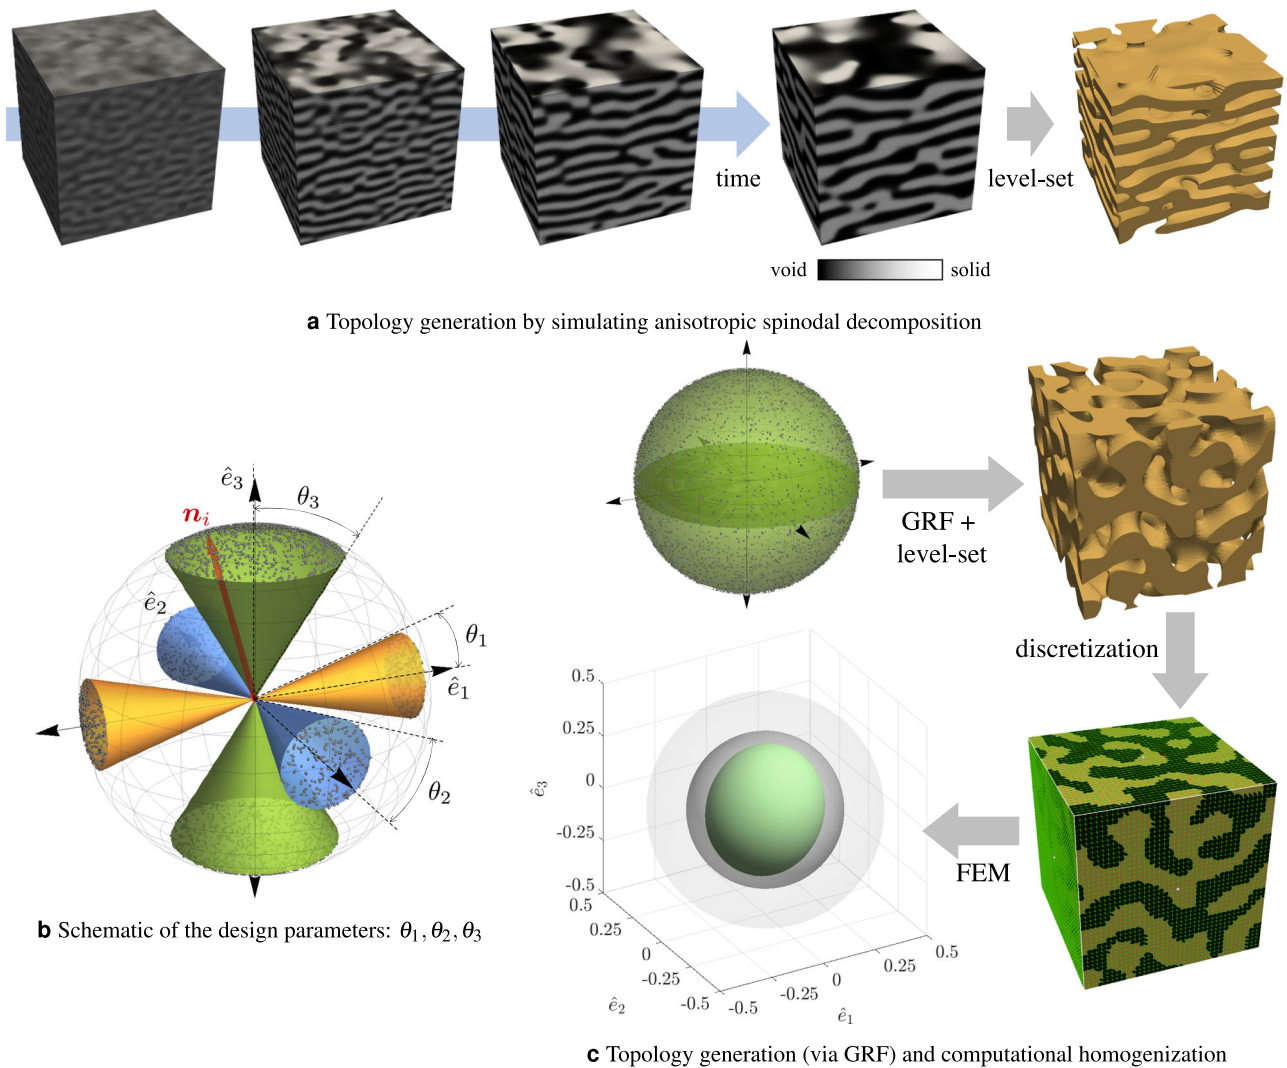 time
level-set
void
solid
a Topology generation by simulating anisotropic spinodal decomposition
ê₃
θ₃
nᵢ
ê₂
θ₁
ê₁
θ₂
b Schematic of the design parameters: θ₁, θ₂, θ₃
GRF +
level-set
discretization
FEM
0.5
0.25
0
-0.25
-0.5
ê₃
0.5
0.25
0
-0.25
-0.5
ê₂
-0.5
-0.25
0
0.25
0.5
ê₁
c Topology generation (via GRF) and computational homogenization